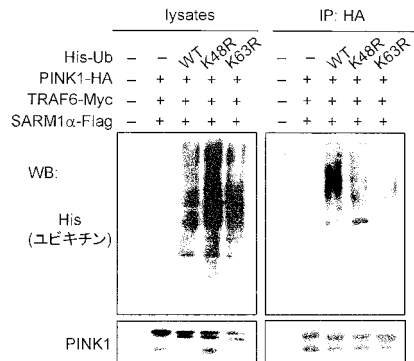 lysates IP: HA
His-Ub – – WT K48R K63R – – WT K48R K63R
PINK1-HA – + + + + – + + + +
TRAF6-Myc – + + + + – + + + +
SARM1α-Flag – + + + + – + + + +
WB:
His
(ユビキチン)
PINK1